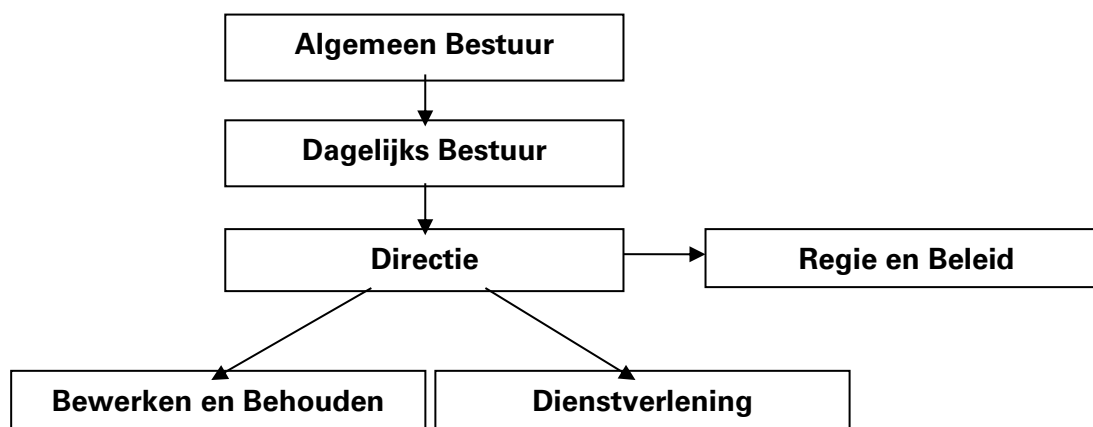 Algemeen Bestuur
Dagelijks Bestuur
Directie
Regie en Beleid
Bewerken en Behouden
Dienstverlening